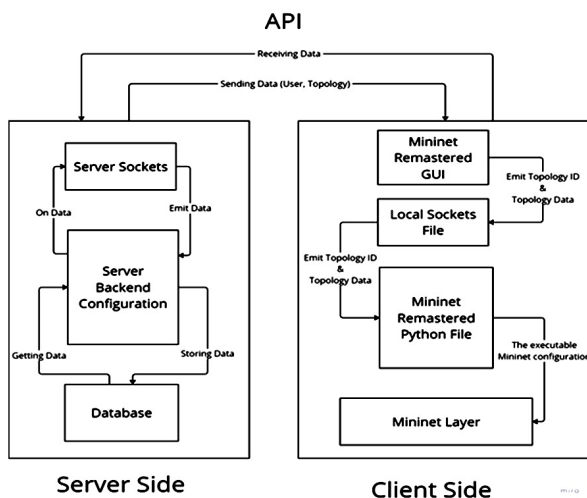 API
Receiving Data
Sending Data (User, Topology)
Server Sockets
On Data
Emit Data
Server
Backend
Configuration
Getting Data
Storing Data
Database
Server Side
Mininet
Remastered
GUI
Emit Topology ID
&
Topology Data
Local Sockets
File
Emit Topology ID
&
Topology Data
Mininet
Remastered
Python File
The executable
Mininet configuration
Mininet Layer
Client Side
miro